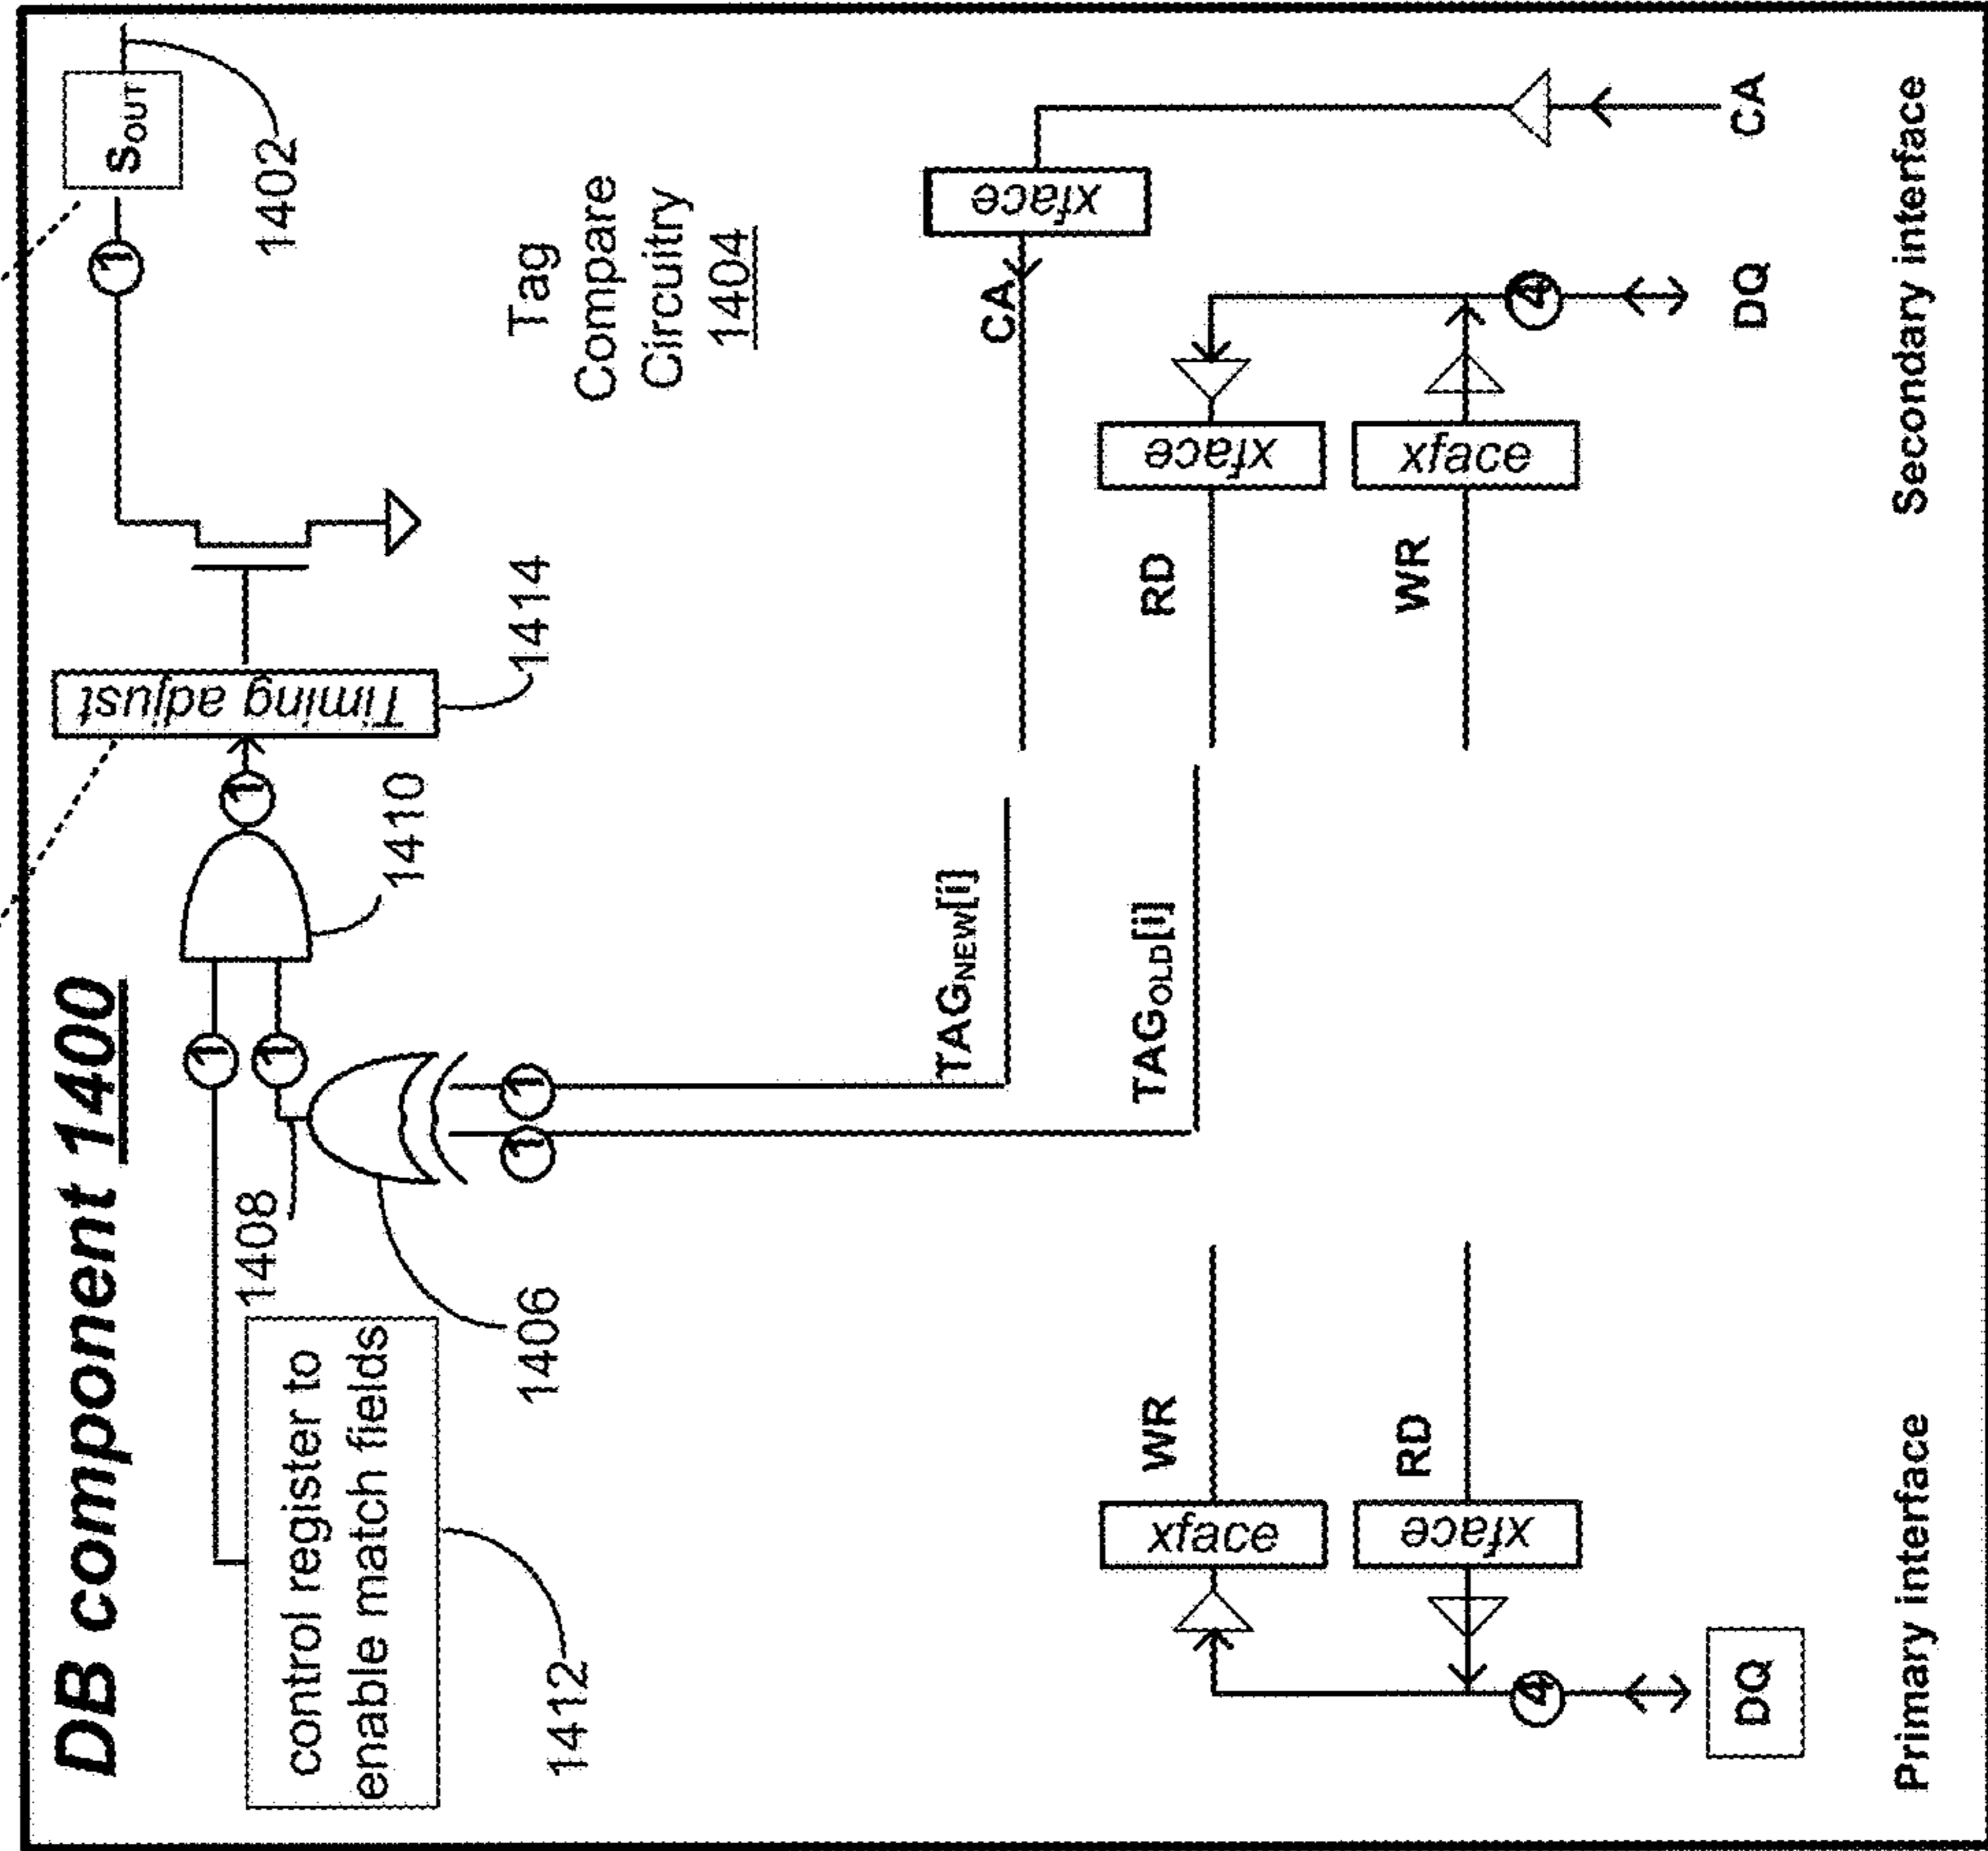 DB component 1400
control register to
enable match fields
1412
1408
1406
1
1
1
1
1410
1
Timing adjust
1414
1
SOUT
1402
Tag
Compare
Circuitry
1404
TAGNEW[i]
TAGOLD[i]
CA
xface
RD
xface
WR
xface
4
DQ
CA
WR
xface
RD
xface
4
DQ
Primary interface
Secondary interface